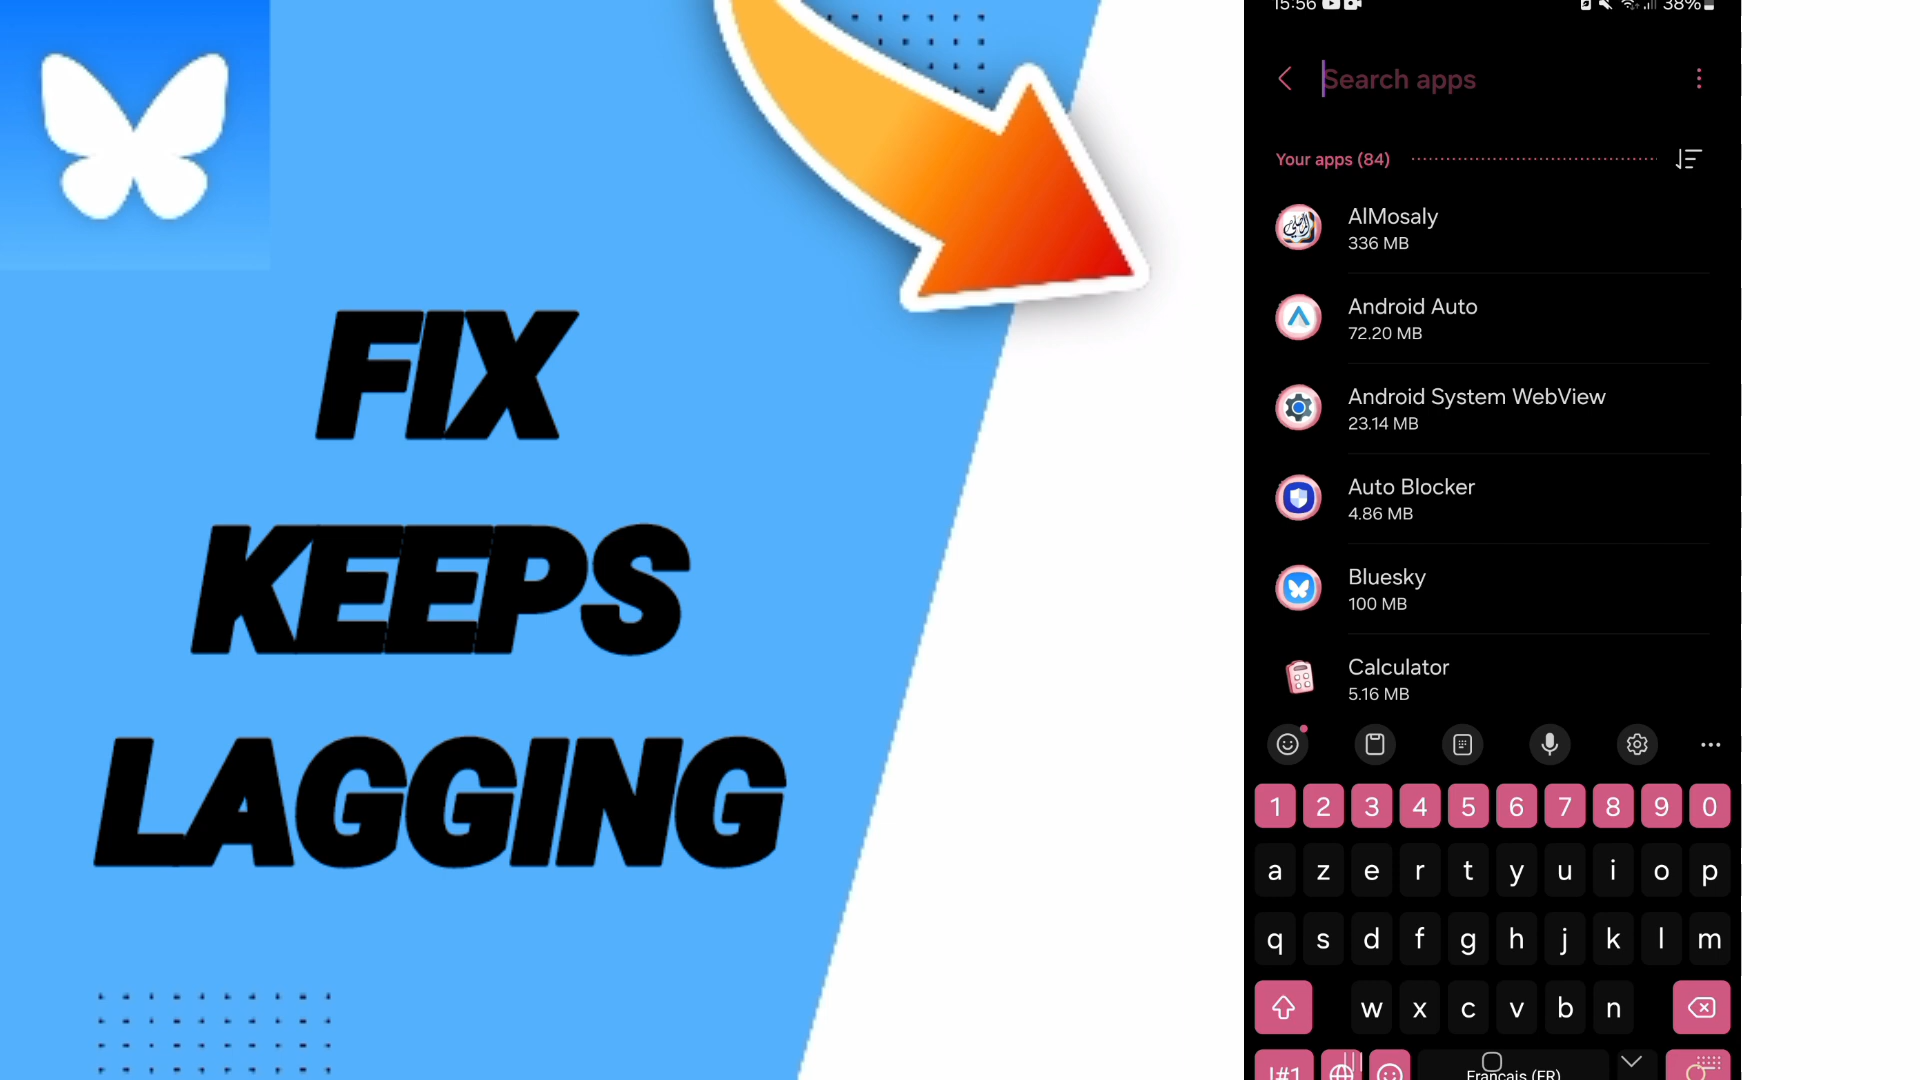 FIX
KEEPS
LAGGING
15:56
38%
Search apps
Your apps (84)
AlMosaly
336 MB
Android Auto
72.20 MB
Android System WebView
23.14 MB
Auto Blocker
4.86 MB
Bluesky
100 MB
Calculator
5.16 MB
1 2 3 4 5 6 7 8 9 0
a z e r t y u i o p
q s d f g h j k l m
w x c v b n
!#1
Français (FR)